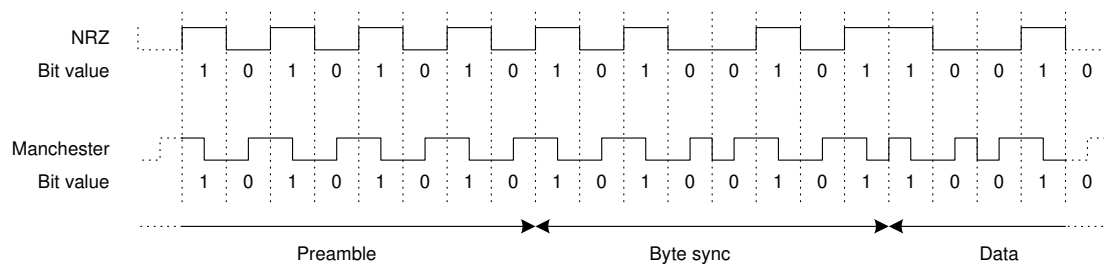 NRZ
Bit value 1 0 1 0 1 0 1 0 1 0 1 0 0 1 0 1 1 0 0 1 0
Manchester
Bit value 1 0 1 0 1 0 1 0 1 0 1 0 0 1 0 1 1 0 0 1 0
Preamble Byte sync Data